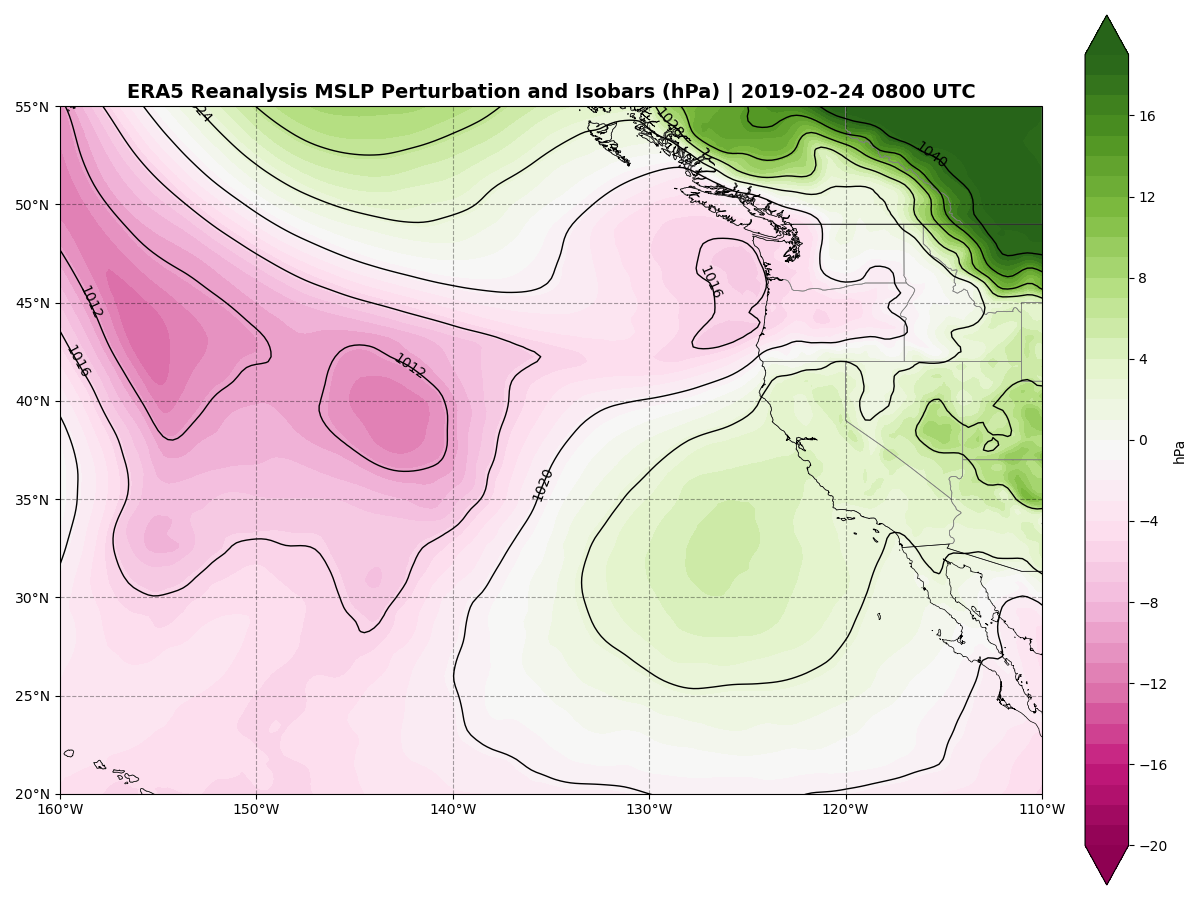 ERA5 Reanalysis MSLP Perturbation and Isobars (hPa) | 2019-02-24 0800 UTC
55°N
50°N
45°N
40°N
35°N
30°N
25°N
20°N
160°W
150°W
140°W
130°W
120°W
110°W
24
1028
1040
1012
1016
1016
1012
1020
16
12
8
4
0
−4
−8
−12
−16
−20
hPa